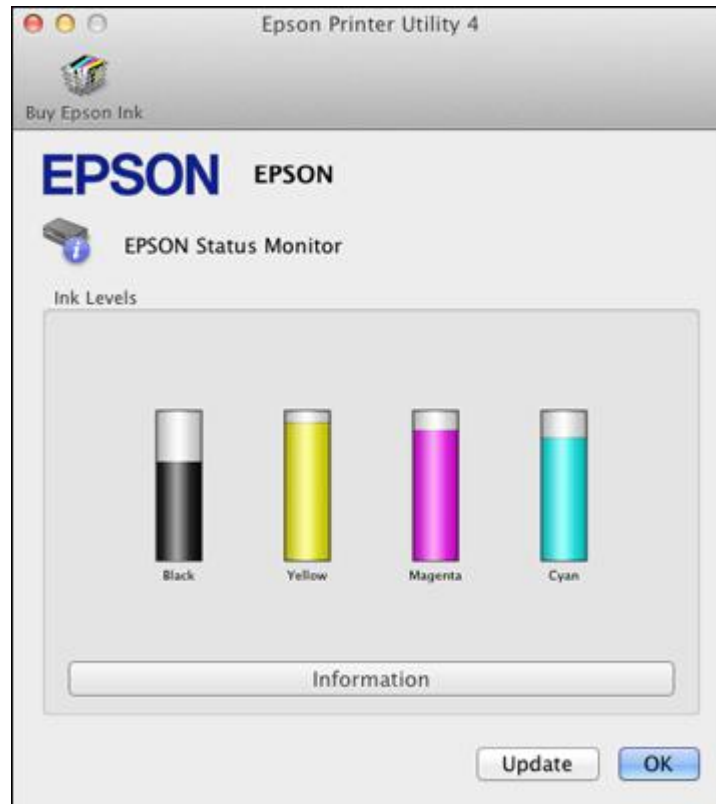 Epson Printer Utility 4
Buy Epson Ink
EPSON EPSON
EPSON Status Monitor
Ink Levels
Black Yellow Magenta Cyan
Information
Update OK